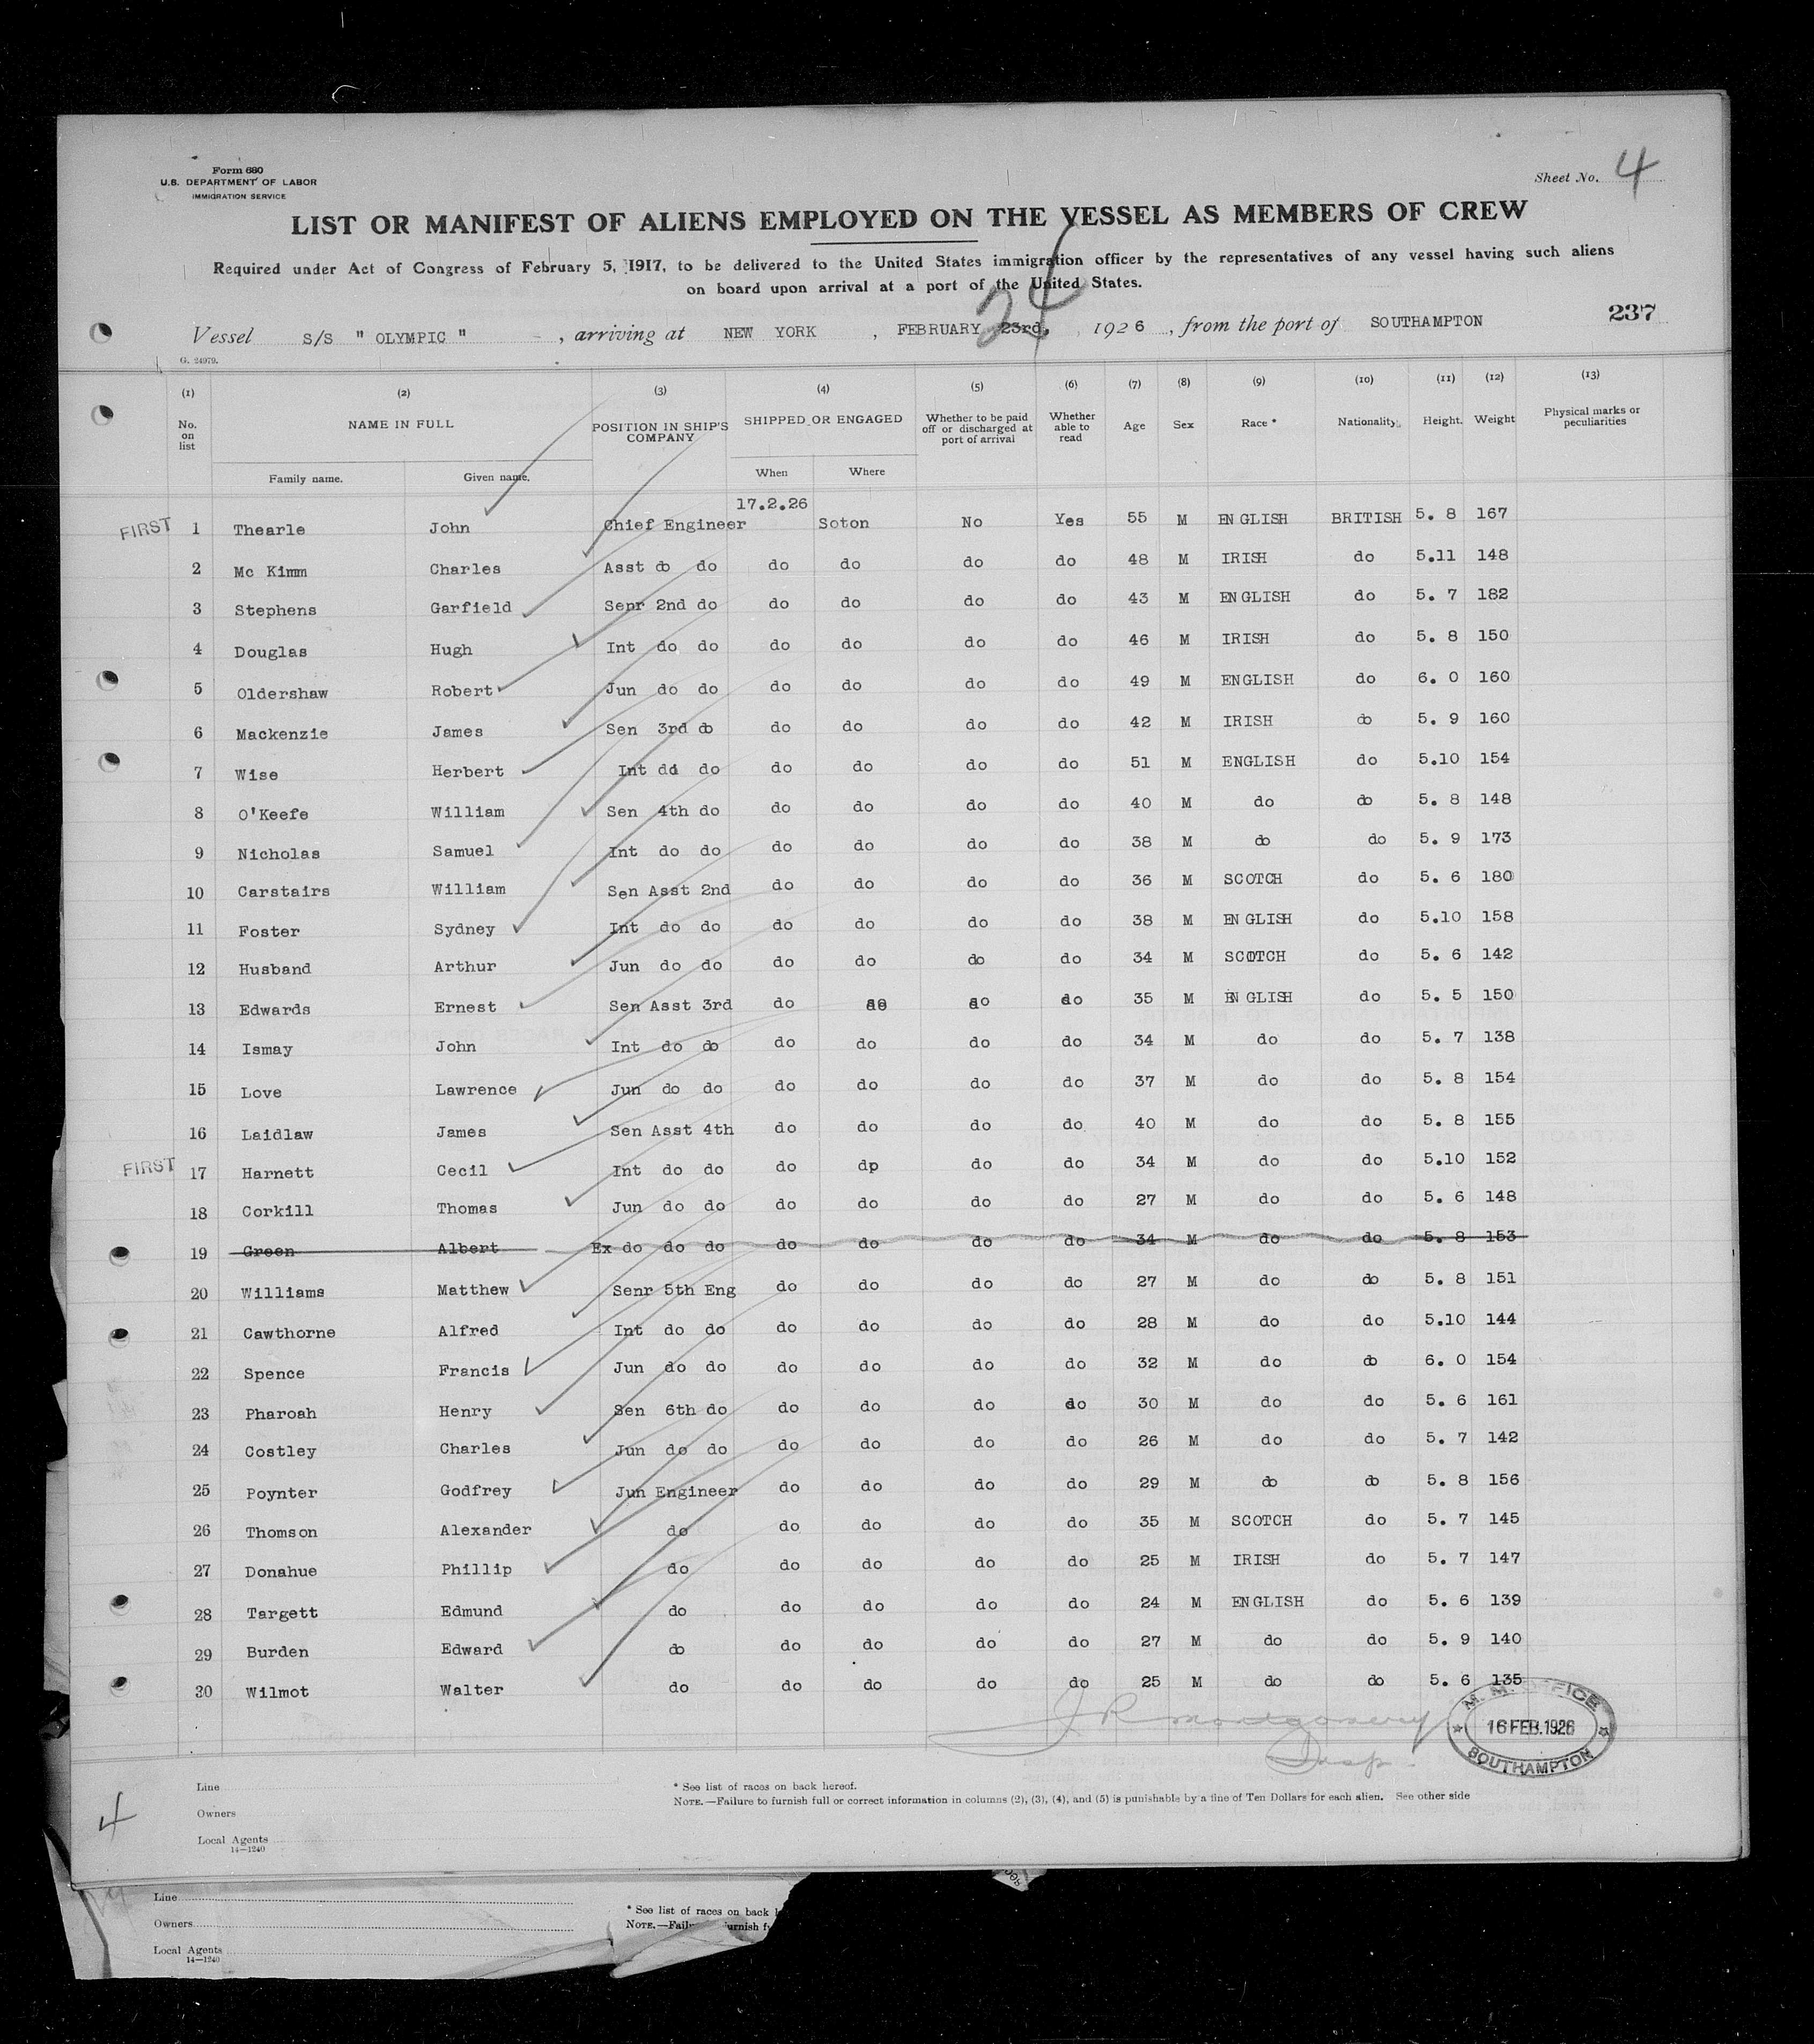 Form 680
U.S. DEPARTMENT OF LABOR
IMMIGRATION SERVICE
Sheet No. 4
LIST OR MANIFEST OF ALIENS EMPLOYED ON THE VESSEL AS MEMBERS OF CREW
Required under Act of Congress of February 5, 1917, to be delivered to the United States immigration officer by the representatives of any vessel having such aliens
on board upon arrival at a port of the United States.
237
Vessel S/S " OLYMPIC " , arriving at NEW YORK , FEBRUARY 23rd, 24 1926 , from the port of SOUTHAMPTON
G. 24979.
(1) (2) (3) (4) (5) (6) (7) (8) (9) (10) (11) (12) (13)
No. on list NAME IN FULL POSITION IN SHIP'S COMPANY SHIPPED OR ENGAGED Whether to be paid off or discharged at port of arrival Whether able to read Age Sex Race * Nationality. Height. Weight Physical marks or peculiarities
Family name. Given name. When Where
17.2.26
FIRST 1 Thearle John Chief Engineer Soton No Yes 55 M ENGLISH BRITISH 5. 8 167
2 Mc Kimm Charles Asst do do do do do do 48 M IRISH do 5.11 148
3 Stephens Garfield Senr 2nd do do do do do 43 M ENGLISH do 5. 7 182
4 Douglas Hugh Int do do do do do do 46 M IRISH do 5. 8 150
5 Oldershaw Robert Jun do do do do do do 49 M ENGLISH do 6. 0 160
6 Mackenzie James Sen 3rd do do do do do 42 M IRISH do 5. 9 160
7 Wise Herbert Int dd do do do do do 51 M ENGLISH do 5.10 154
8 O'Keefe William Sen 4th do do do do do 40 M do do 5. 8 148
9 Nicholas Samuel Int do do do do do do 38 M do do 5. 9 173
10 Carstairs William Sen Asst 2nd do do do do 36 M SCOTCH do 5. 6 180
11 Foster Sydney Int do do do do do do 38 M ENGLISH do 5.10 158
12 Husband Arthur Jun do do do do do do 34 M SCOTCH do 5. 6 142
13 Edwards Ernest Sen Asst 3rd do do do do 35 M ENGLISH do 5. 5 150
14 Ismay John Int do do do do do do 34 M do do 5. 7 138
15 Love Lawrence Jun do do do do do do 37 M do do 5. 8 154
16 Laidlaw James Sen Asst 4th do do do do 40 M do do 5. 8 155
FIRST 17 Harnett Cecil Int do do do dp do do 34 M do do 5.10 152
18 Corkill Thomas Jun do do do do do do 27 M do do 5. 6 148
19 Green Albert Ex do do do do do do do 34 M do do 5. 8 153
20 Williams Matthew Senr 5th Eng do do do do 27 M do do 5. 8 151
21 Cawthorne Alfred Int do do do do do do 28 M do do 5.10 144
22 Spence Francis Jun do do do do do do 32 M do do 6. 0 154
23 Pharoah Henry Sen 6th do do do do do 30 M do do 5. 6 161
24 Costley Charles Jun do do do do do do 26 M do do 5. 7 142
25 Poynter Godfrey Jun Engineer do do do do 29 M do do 5. 8 156
26 Thomson Alexander do do do do do 35 M SCOTCH do 5. 7 145
27 Donahue Phillip do do do do do 25 M IRISH do 5. 7 147
28 Targett Edmund do do do do do 24 M ENGLISH do 5. 6 139
29 Burden Edward do do do do do 27 M do do 5. 9 140
30 Wilmot Walter do do do do do 25 M do do 5. 6 135
J R Montgomery
M. M. OFFICE
16 FEB. 1926
SOUTHAMPTON
4
Line
Owners
Local Agents
14—1240
* See list of races on back hereof.
NOTE.—Failure to furnish full or correct information in columns (2), (3), (4), and (5) is punishable by a fine of Ten Dollars for each alien. See other side
Line
Owners
Local Agents
14—1240
* See list of races on back
NOTE.—